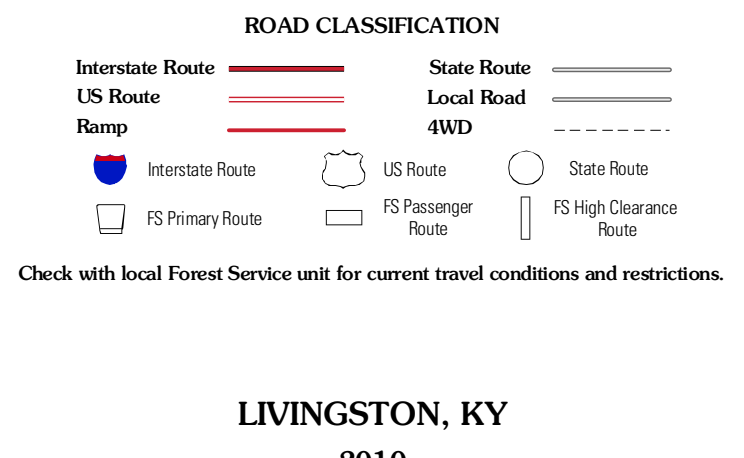 ROAD CLASSIFICATION
Interstate Route
State Route
US Route
Local Road
Ramp
4WD
Interstate Route
US Route
State Route
FS Primary Route
FS Passenger
Route
FS High Clearance
Route
Check with local Forest Service unit for current travel conditions and restrictions.
LIVINGSTON, KY